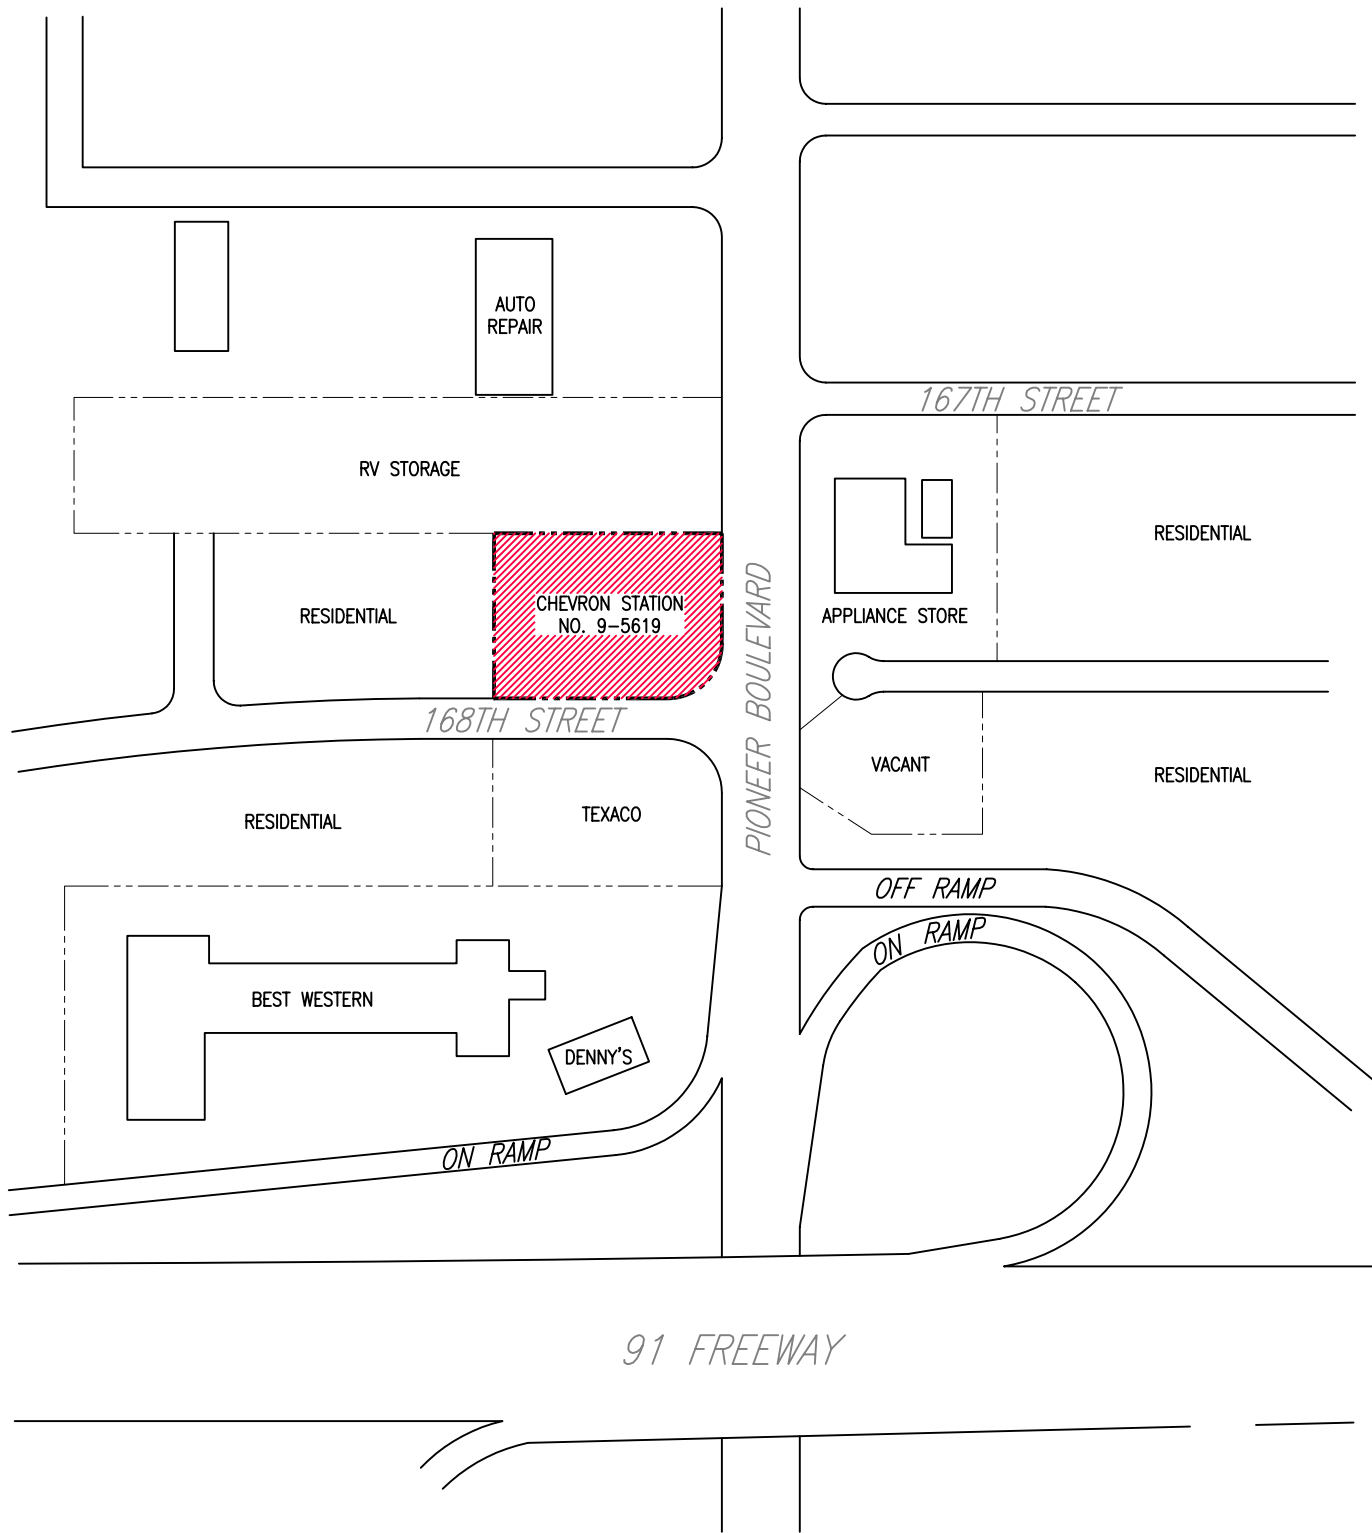 AUTO
REPAIR
167TH STREET
RV STORAGE
RESIDENTIAL
CHEVRON STATION
NO. 9-5619
RESIDENTIAL
APPLIANCE STORE
PIONEER BOULEVARD
168TH STREET
VACANT
RESIDENTIAL
TEXACO
RESIDENTIAL
OFF RAMP
ON RAMP
BEST WESTERN
DENNY'S
ON RAMP
91 FREEWAY